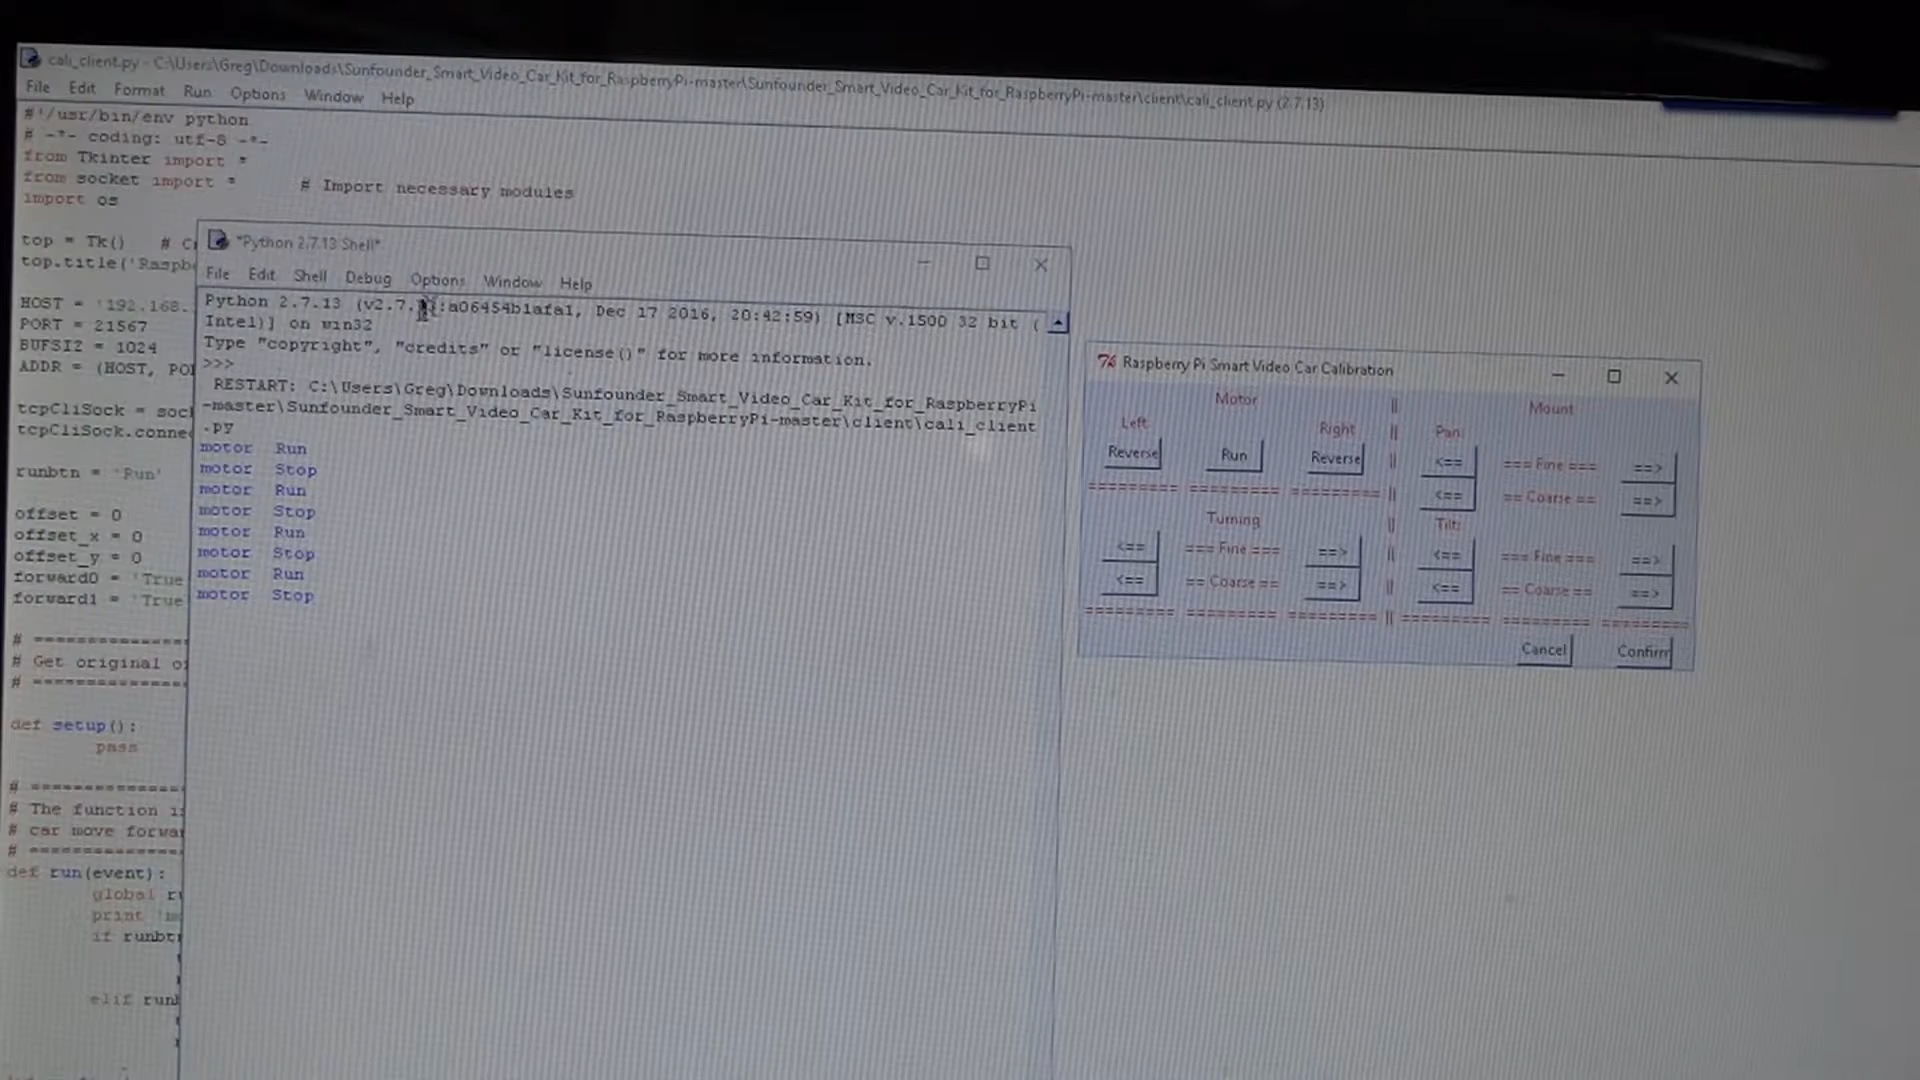 cali_client.py - C:\Users\Greg\Downloads\Sunfounder_Smart_Video_Car_Kit_for_RaspberryPi-master\Sunfounder_Smart_Video_Car_Kit_for_RaspberryPi-master\client\cali_client.py (2.7.13)
File Edit Format Run Options Window Help
#!/usr/bin/env python
# -*- coding: utf-8 -*-
from Tkinter import *
from socket import * # Import necessary modules
import os
top = Tk() # C
top.title('Raspb
HOST = '192.168.
PORT = 21567
BUFSIZ = 1024
ADDR = (HOST, PO
tcpCliSock = soc
tcpCliSock.conne
runbtn = 'Run'
offset = 0
offset_x = 0
offset_y = 0
forward0 = 'True
forward1 = 'True
# ==================
# Get original o
# ==================
def setup():
pass
# ==================
# The function i
# car move forwa
# ==================
def run(event):
global r
print 'm
if runbt
elif run
*Python 2.7.13 Shell*
File Edit Shell Debug Options Window Help
Python 2.7.13 (v2.7. :a06454b1afa1, Dec 17 2016, 20:42:59) [MSC v.1500 32 bit (
Intel)] on win32
Type "copyright", "credits" or "license()" for more information.
>>>
RESTART: C:\Users\Greg\Downloads\Sunfounder_Smart_Video_Car_Kit_for_RaspberryPi
-master\Sunfounder_Smart_Video_Car_Kit_for_RaspberryPi-master\client\cali_client
.py
motor Run
motor Stop
motor Run
motor Stop
motor Run
motor Stop
motor Run
motor Stop
Raspberry Pi Smart Video Car Calibration
Motor || Mount
Left Right || Pan:
Reverse Run Reverse || <== === Fine === ==>
========= ========= ========= || <== == Coarse == ==>
Turning || Tilt:
<== === Fine === ==> || <== === Fine === ==>
<== == Coarse == ==> || <== == Coarse == ==>
========= ========= ========= || ========= ========= =========
Cancel Confirm